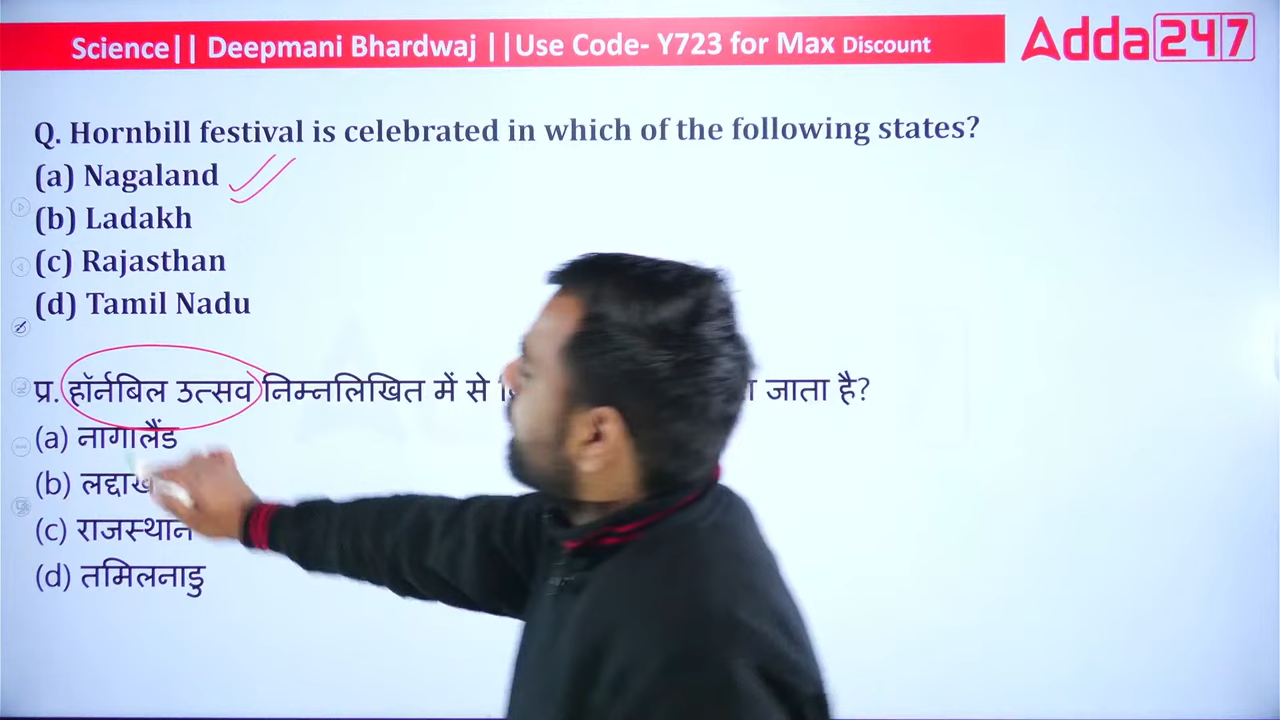 Science|| Deepmani Bhardwaj ||Use Code- Y723 for Max Discount
Adda247
Q. Hornbill festival is celebrated in which of the following states?
(a) Nagaland
(b) Ladakh
(c) Rajasthan
(d) Tamil Nadu
प्र. हॉर्नबिल उत्सव निम्नलिखित में से जाता है?
(a) नागालैंड
(b) लद्दाख
(c) राजस्थान
(d) तमिलनाडु